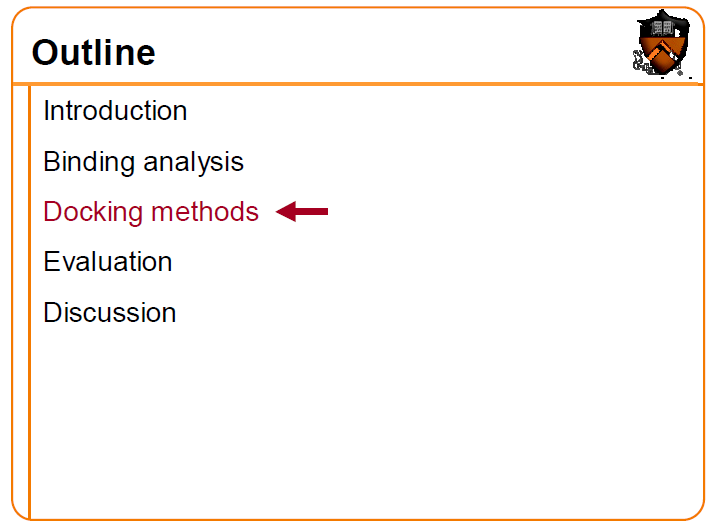 Outline
Introduction
Binding analysis
Docking methods
Evaluation
Discussion